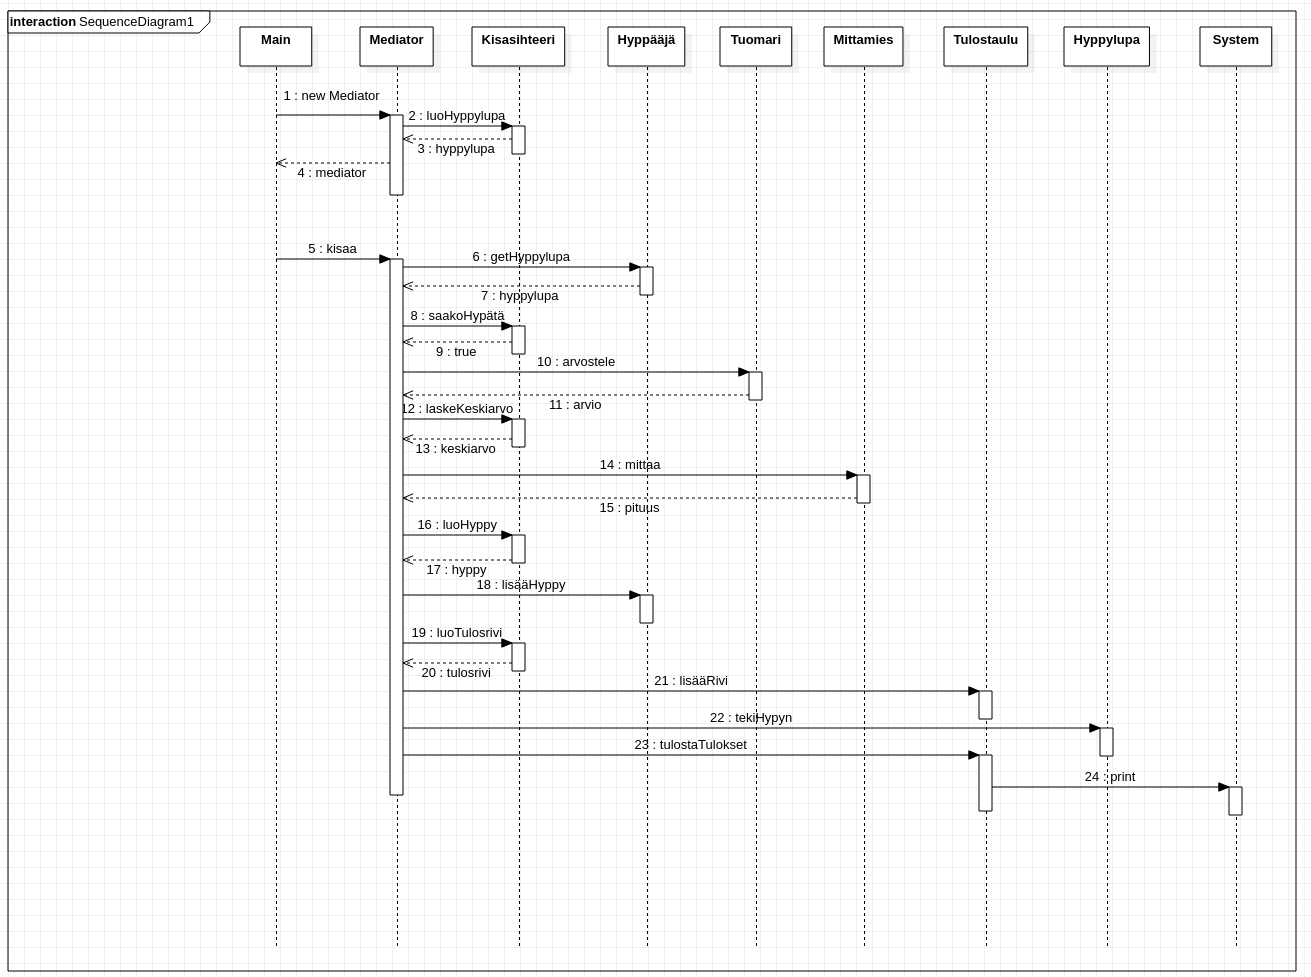 interaction SequenceDiagram1
Main
Mediator
Kisasihteeri
Hyppääjä
Tuomari
Mittamies
Tulostaulu
Hyppylupa
System
1 : new Mediator
2 : luoHyppylupa
3 : hyppylupa
4 : mediator
5 : kisaa
6 : getHyppylupa
7 : hyppylupa
8 : saakoHypätä
9 : true
10 : arvostele
11 : arvio
12 : laskeKeskiarvo
13 : keskiarvo
14 : mittaa
15 : pituus
16 : luoHyppy
17 : hyppy
18 : lisääHyppy
19 : luoTulosrivi
20 : tulosrivi
21 : lisääRivi
22 : tekiHypyn
23 : tulostaTulokset
24 : print